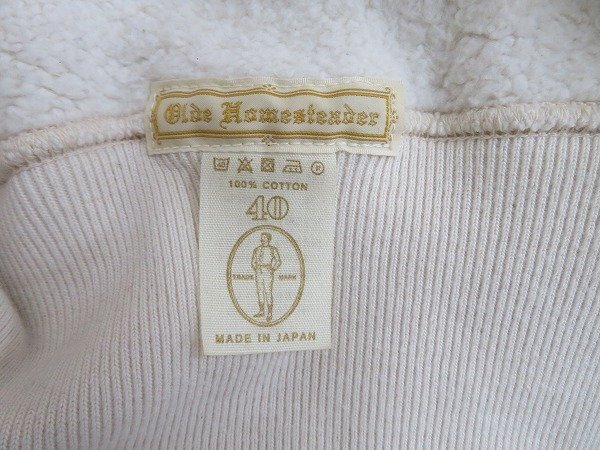 Olde Homesteader
100% COTTON
40
TRADE MARK
MADE IN JAPAN